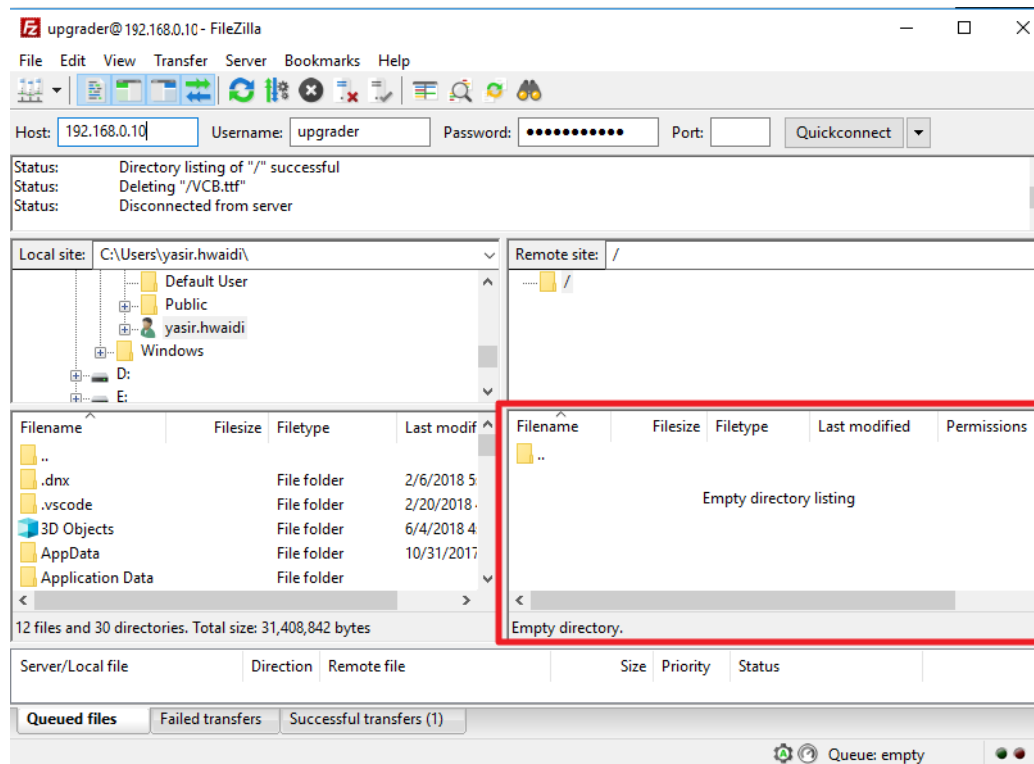 upgrader@192.168.0.10 - FileZilla
File Edit View Transfer Server Bookmarks Help
Host: 192.168.0.10 Username: upgrader Password: ●●●●●●●●●●● Port: Quickconnect
Status: Directory listing of "/" successful
Status: Deleting "/VCB.ttf"
Status: Disconnected from server
Local site: C:\Users\yasir.hwaidi\
Default User
Public
yasir.hwaidi
Windows
D:
E:
Remote site: /
/
Filename Filesize Filetype Last modif
..
.dnx File folder 2/6/2018 5:
.vscode File folder 2/20/2018
3D Objects File folder 6/4/2018 4:
AppData File folder 10/31/2017
Application Data File folder
12 files and 30 directories. Total size: 31,408,842 bytes
Filename Filesize Filetype Last modified Permissions
..
Empty directory listing
Empty directory.
Server/Local file Direction Remote file Size Priority Status
Queued files Failed transfers Successful transfers (1)
Queue: empty